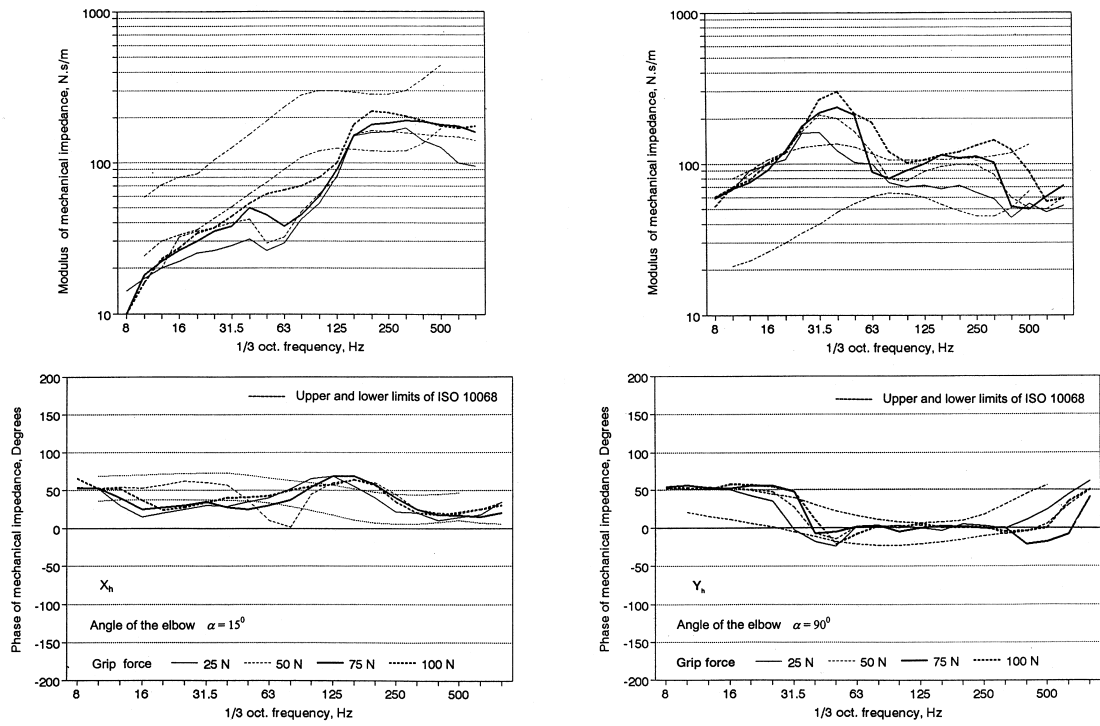 1000
100
10
Modulus of mechanical impedance, N.s/m
8 16 31.5 63 125 250 500
1/3 oct. frequency, Hz
1000
100
10
Modulus of mechanical impedance, N.s/m
8 16 31.5 63 125 250 500
1/3 oct. frequency, Hz
200
150
100
50
0
-50
-100
-150
-200
Phase of mechanical impedance, Degrees
Upper and lower limits of ISO 10068
Xh
Angle of the elbow α = 15⁰
Grip force 25 N 50 N 75 N 100 N
8 16 31.5 63 125 250 500
1/3 oct. frequency, Hz
200
150
100
50
0
-50
-100
-150
-200
Phase of mechanical impedance, Degrees
Upper and lower limits of ISO 10068
Yh
Angle of the elbow α = 90⁰
Grip force 25 N 50 N 75 N 100 N
8 16 31.5 63 125 250 500
1/3 oct. frequency, Hz